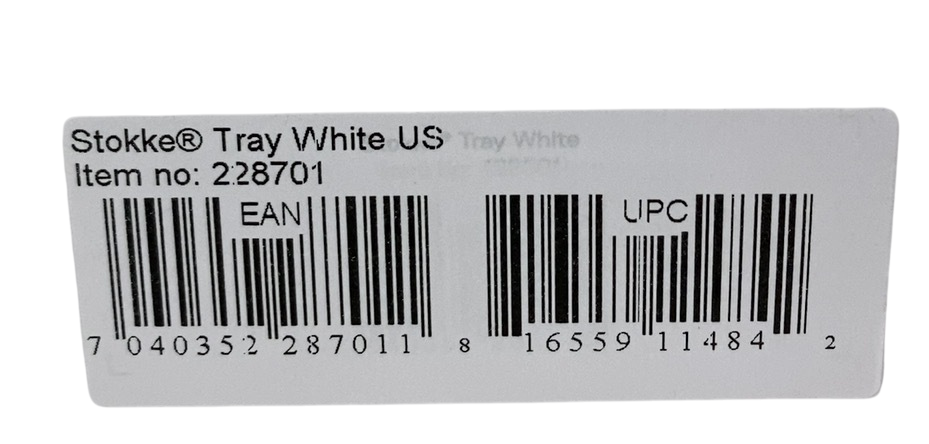 Stokke® Tray White US
Item no: 228701
EAN UPC
7 040352 287011 8 16559 11484 2